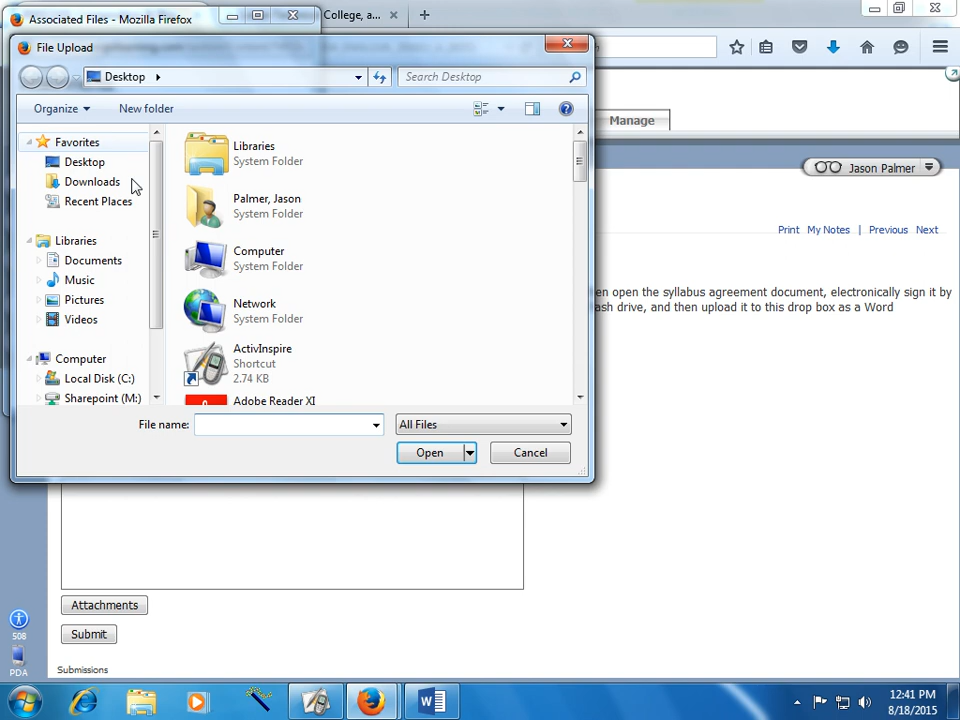 Associated Files - Mozilla Firefox
College, a...
File Upload
Desktop
Search Desktop
Organize
New folder
Favorites
Desktop
Downloads
Recent Places
Libraries
Documents
Music
Pictures
Videos
Computer
Local Disk (C:)
Sharepoint (M:)
Libraries
System Folder
Palmer, Jason
System Folder
Computer
System Folder
Network
System Folder
ActivInspire
Shortcut
2.74 KB
Adobe Reader XI
File name:
All Files
Open
Cancel
Manage
Jason Palmer
Print My Notes | Previous Next
en open the syllabus agreement document, electronically sign it by
ash drive, and then upload it to this drop box as a Word
Attachments
Submit
Submissions
508
PDA
12:41 PM
8/18/2015